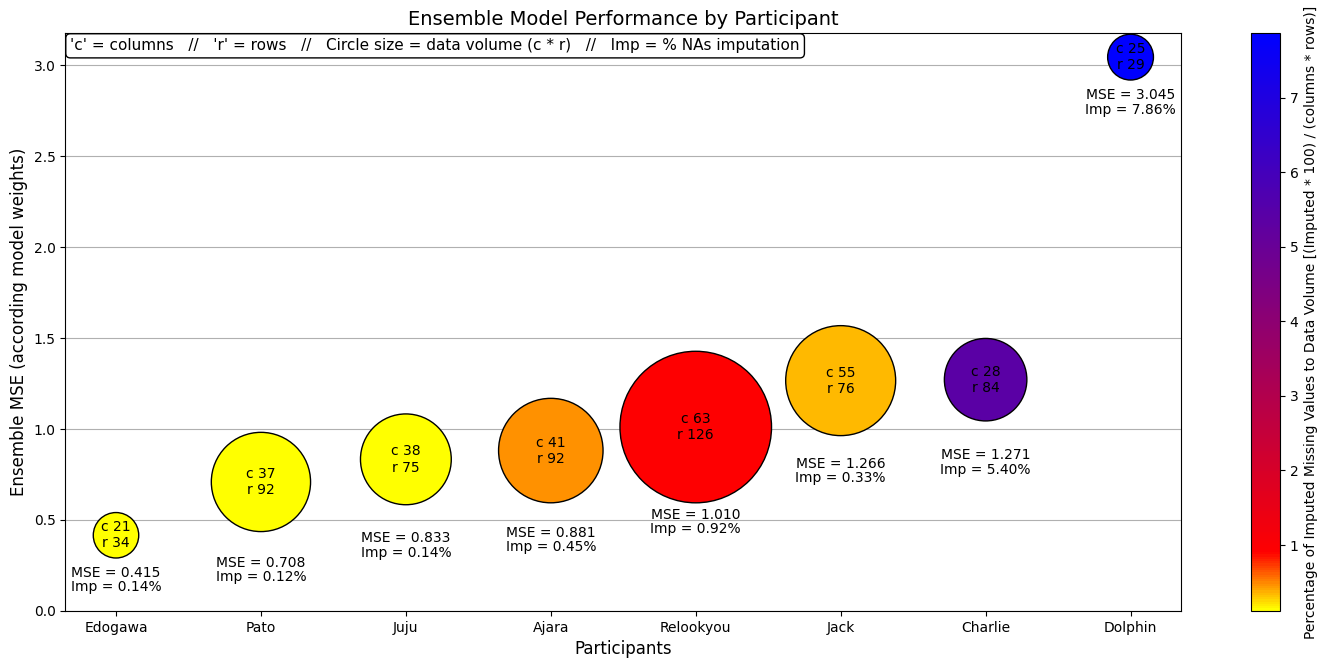 Ensemble Model Performance by Participant
'c' = columns // 'r' = rows // Circle size = data volume (c * r) // Imp = % NAs imputation
Ensemble MSE (according model weights)
3.0
2.5
2.0
1.5
1.0
0.5
0.0
c 21
r 34
MSE = 0.415
Imp = 0.14%
c 37
r 92
MSE = 0.708
Imp = 0.12%
c 38
r 75
MSE = 0.833
Imp = 0.14%
c 41
r 92
MSE = 0.881
Imp = 0.45%
c 63
r 126
MSE = 1.010
Imp = 0.92%
c 55
r 76
MSE = 1.266
Imp = 0.33%
c 28
r 84
MSE = 1.271
Imp = 5.40%
c 25
r 29
MSE = 3.045
Imp = 7.86%
Edogawa
Pato
Juju
Ajara
Relookyou
Jack
Charlie
Dolphin
Participants
7
6
5
4
3
2
1
Percentage of Imputed Missing Values to Data Volume [(Imputed * 100) / (columns * rows)]